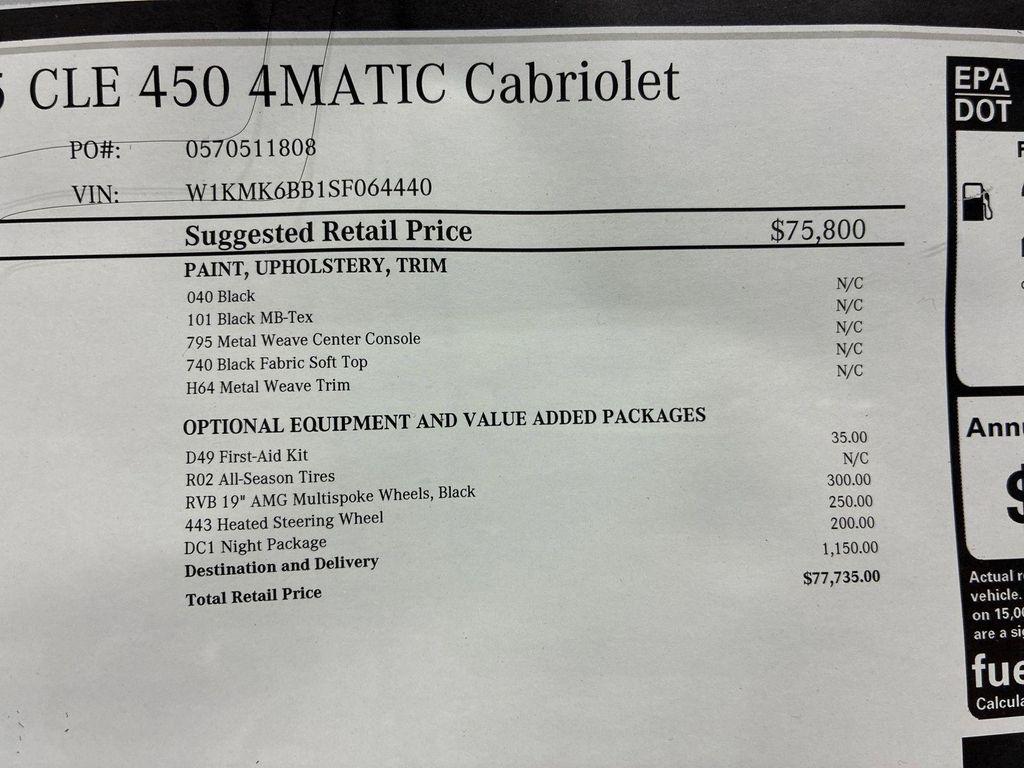 CLE 450 4MATIC Cabriolet
PO#: 0570511808
VIN: W1KMK6BB1SF064440
Suggested Retail Price $75,800
PAINT, UPHOLSTERY, TRIM
040 Black N/C
101 Black MB-Tex N/C
795 Metal Weave Center Console N/C
740 Black Fabric Soft Top N/C
H64 Metal Weave Trim N/C
OPTIONAL EQUIPMENT AND VALUE ADDED PACKAGES
D49 First-Aid Kit 35.00
R02 All-Season Tires N/C
RVB 19" AMG Multispoke Wheels, Black 300.00
443 Heated Steering Wheel 250.00
DC1 Night Package 200.00
Destination and Delivery 1,150.00
Total Retail Price $77,735.00
EPA
DOT
Annu
$
Actual r
vehicle.
on 15,00
are a si
fue
Calcula